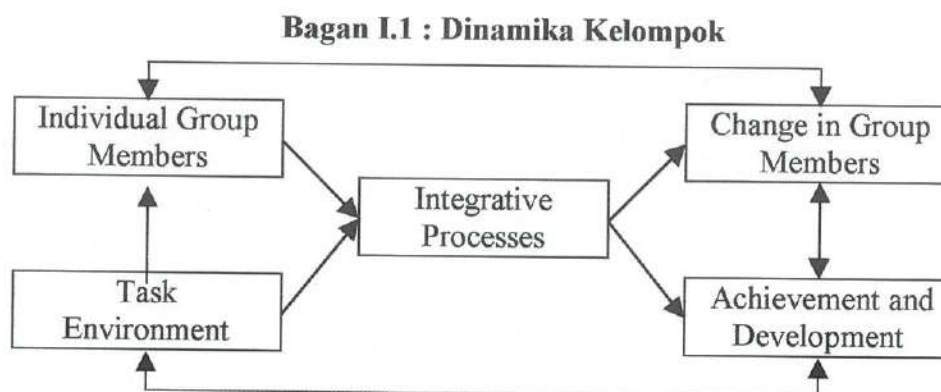 Bagan I.1 : Dinamika Kelompok
Individual Group
Members
Change in Group
Members
Integrative
Processes
Task
Environment
Achievement and
Development